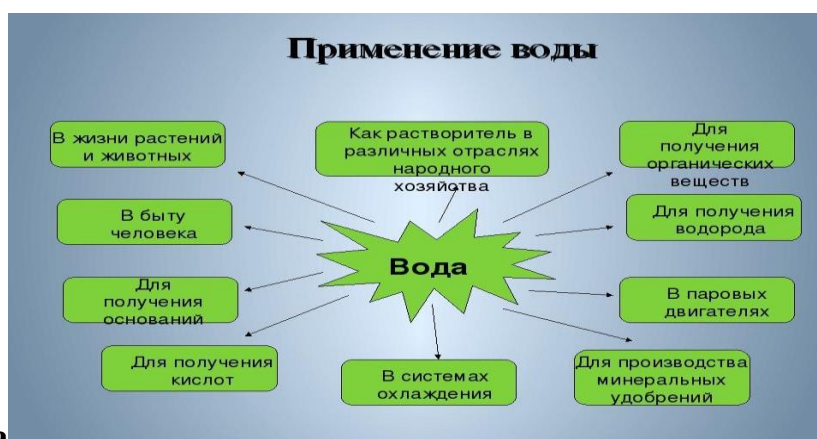 Применение воды
В жизни растений
и животных
Как растворитель в
различных отраслях
народного
хозяйства
Для
получения
органических
веществ
В быту
человека
Для получения
водорода
Вода
Для
получения
оснований
В паровых
двигателях
Для получения
кислот
В системах
охлаждения
Для производства
минеральных
удобрений